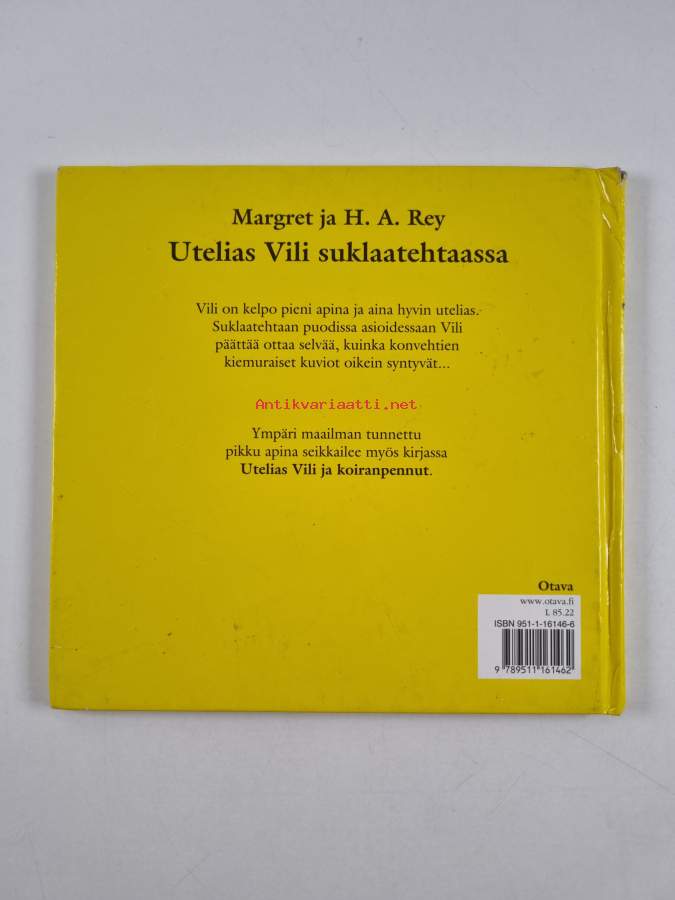 Margret ja H. A. Rey
Utelias Vili suklaatehtaassa
Vili on kelpo pieni apina ja aina hyvin utelias.
Suklaatehtaan puodissa asioidessaan Vili
päättää ottaa selvää, kuinka konvehtien
kiemuraiset kuviot oikein syntyvät...
Antikvariaatti.net
Ympäri maailman tunnettu
pikku apina seikkailee myös kirjassa
Utelias Vili ja koiranpennut.
Otava
www.otava.fi
L 85.22
ISBN 951-1-16146-6
9 789511 161462